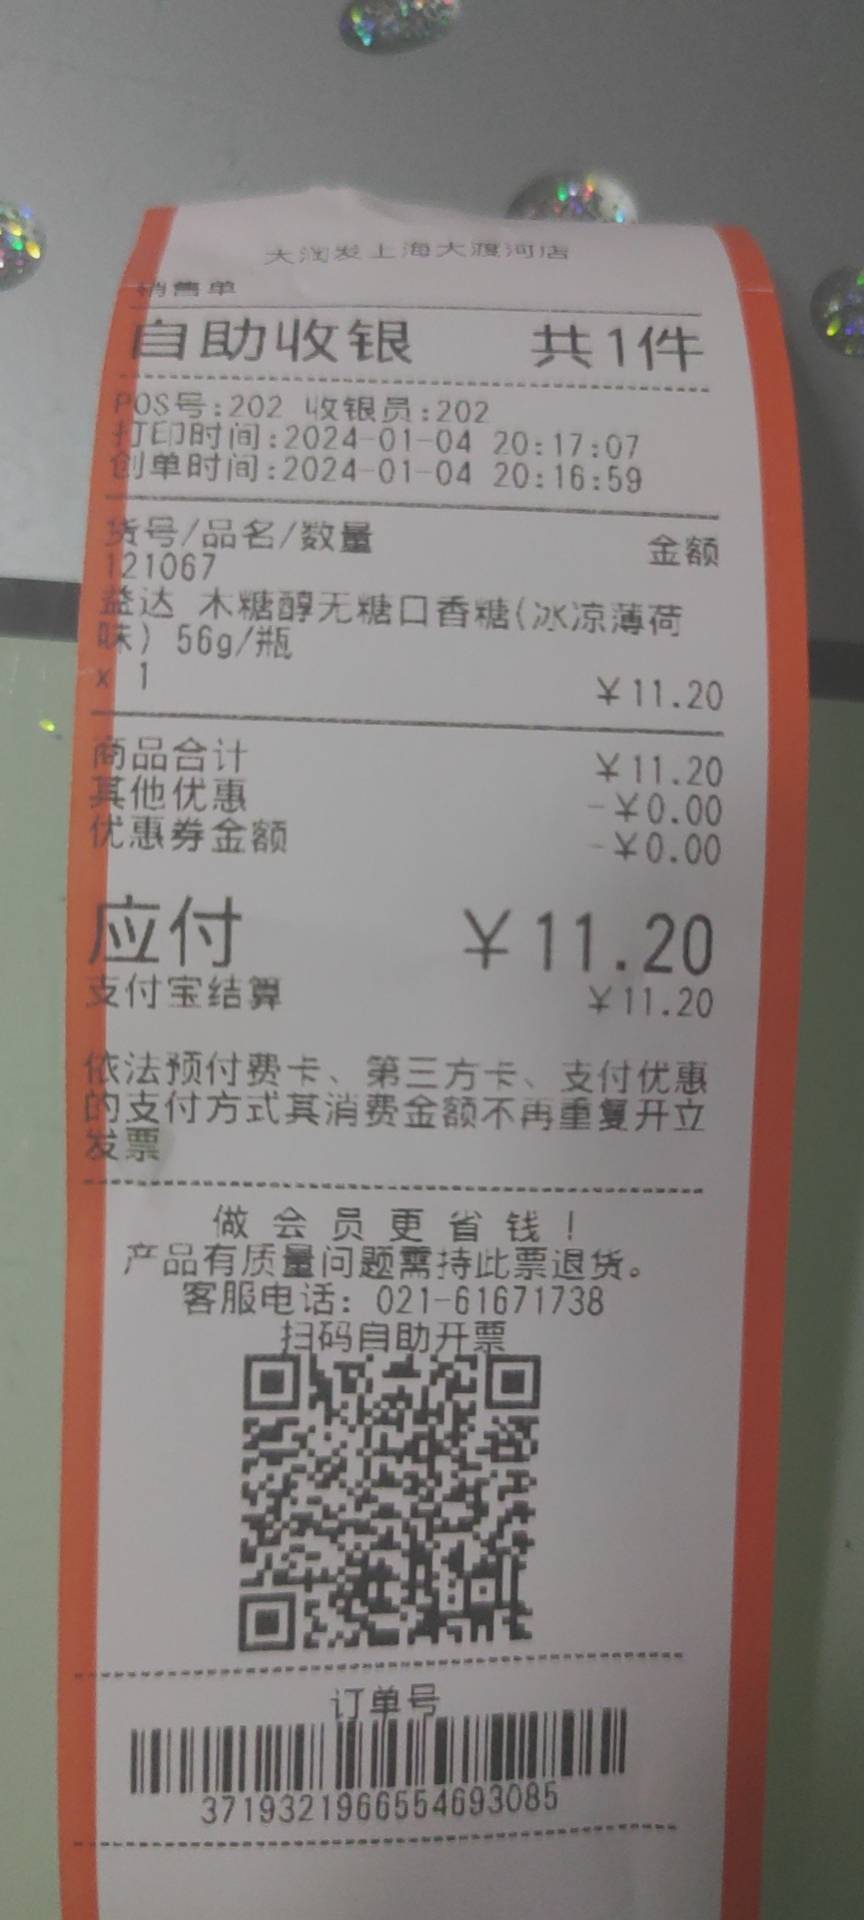 大润发上海大渡河店
销售单
自助收银 共1件
POS号:202 收银员:202
打印时间:2024-01-04 20:17:07
创单时间:2024-01-04 20:16:59
货号/品名/数量 金额
121067
益达 木糖醇无糖口香糖(冰凉薄荷
味) 56g/瓶
x 1 ¥11.20
商品合计 ¥11.20
其他优惠 -¥0.00
优惠券金额 -¥0.00
应付 ¥11.20
支付宝结算 ¥11.20
依法预付费卡、第三方卡、支付优惠
的支付方式其消费金额不再重复开立
发票
做会员更省钱!
产品有质量问题需持此票退货。
客服电话: 021-61671738
扫码自助开票
订单号
3719321966554693085